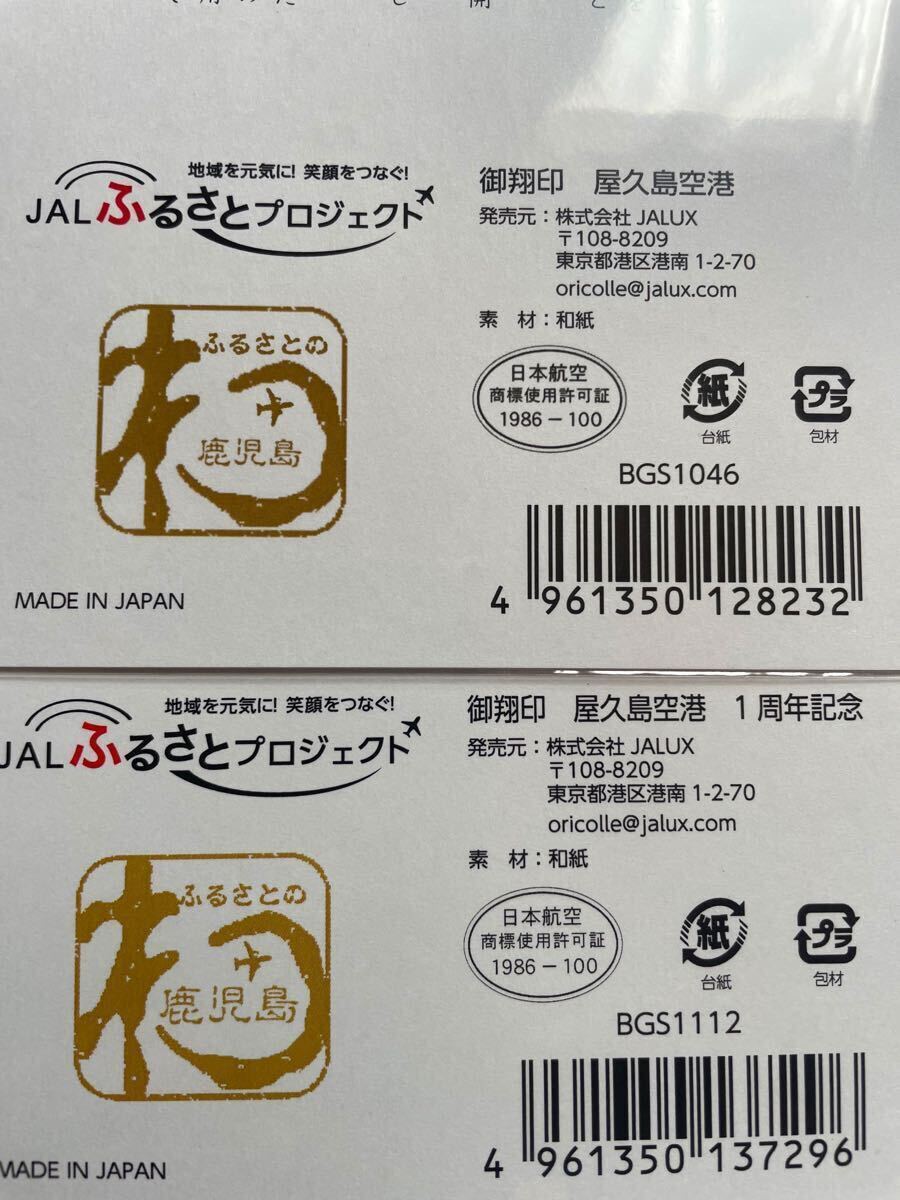 地域を元気に! 笑顔をつなぐ!
JALふるさとプロジェクト
ふるさとの
鹿児島
MADE IN JAPAN
御翔印 屋久島空港
発売元：株式会社 JALUX
〒108-8209
東京都港区港南 1-2-70
oricolle@jalux.com
素 材：和紙
日本航空
商標使用許可証
1986－100
紙
台紙
プラ
包材
BGS1046
4 961350 128232
地域を元気に! 笑顔をつなぐ!
JALふるさとプロジェクト
ふるさとの
鹿児島
MADE IN JAPAN
御翔印 屋久島空港 1周年記念
発売元：株式会社 JALUX
〒108-8209
東京都港区港南 1-2-70
oricolle@jalux.com
素 材：和紙
日本航空
商標使用許可証
1986－100
紙
台紙
プラ
包材
BGS1112
4 961350 137296